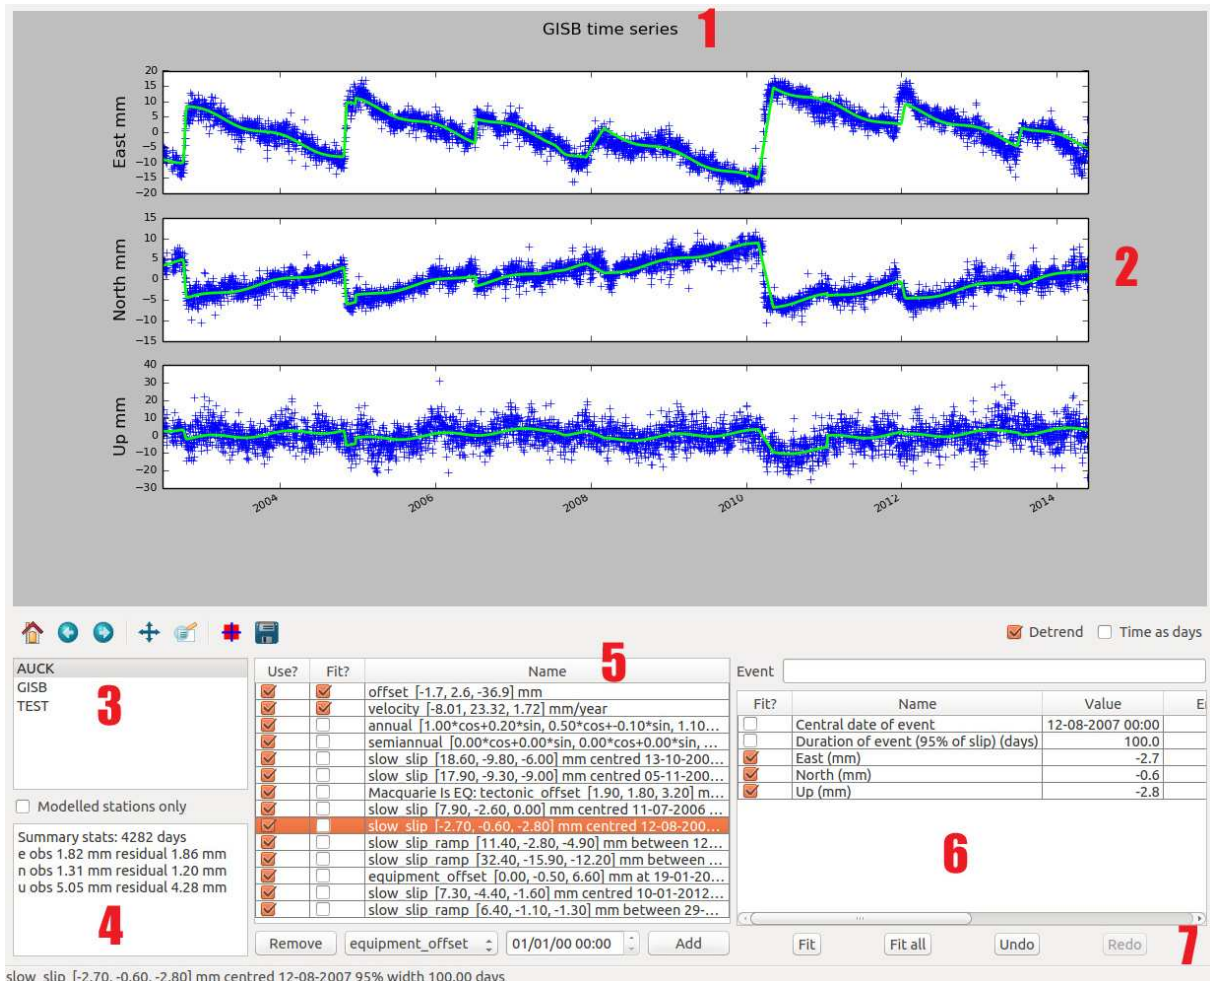 GISB time series
1
20
15
10
5
0
−5
−10
−15
−20
East mm
15
10
5
0
−5
−10
−15
North mm
2
40
30
20
10
0
−10
−20
−30
Up mm
2004
2006
2008
2010
2012
2014
Detrend
Time as days
AUCK
GISB
TEST
3
Modelled stations only
Summary stats: 4282 days
e obs 1.82 mm residual 1.86 mm
n obs 1.31 mm residual 1.20 mm
u obs 5.05 mm residual 4.28 mm
4
5
Use? Fit? Name
offset [-1.7, 2.6, -36.9] mm
velocity [-8.01, 23.32, 1.72] mm/year
annual [1.00*cos+0.20*sin, 0.50*cos+-0.10*sin, 1.10...
semiannual [0.00*cos+0.00*sin, 0.00*cos+0.00*sin, ...
slow_slip [18.60, -9.80, -6.00] mm centred 13-10-200...
slow_slip [17.90, -9.30, -9.00] mm centred 05-11-200...
Macquarie Is EQ: tectonic_offset [1.90, 1.80, 3.20] m...
slow_slip [7.90, -2.60, 0.00] mm centred 11-07-2006 ...
slow_slip [-2.70, -0.60, -2.80] mm centred 12-08-200...
slow_slip_ramp [11.40, -2.80, -4.90] mm between 12...
slow_slip_ramp [32.40, -15.90, -12.20] mm between ...
equipment_offset [0.00, -0.50, 6.60] mm at 19-01-20...
slow_slip [7.30, -4.40, -1.60] mm centred 10-01-2012...
slow_slip_ramp [6.40, -1.10, -1.30] mm between 29-...
Remove equipment_offset 01/01/00 00:00 Add
Event
Fit? Name Value E
Central date of event 12-08-2007 00:00
Duration of event (95% of slip) (days) 100.0
East (mm) -2.7
North (mm) -0.6
Up (mm) -2.8
6
Fit Fit all Undo Redo
7
slow_slip [-2.70, -0.60, -2.80] mm centred 12-08-2007 95% width 100.00 days